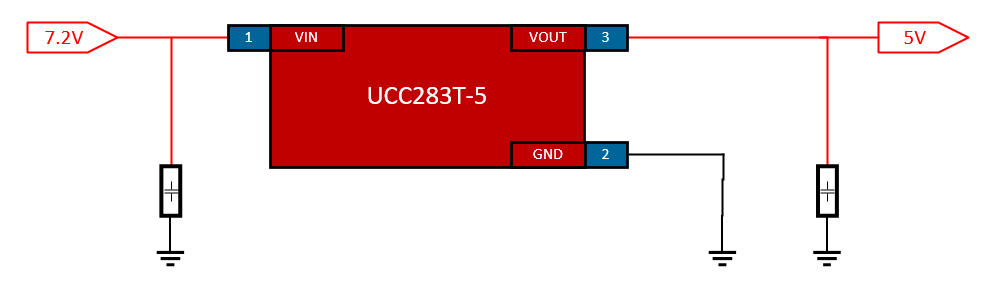 7.2V
1
VIN
VOUT
3
5V
UCC283T-5
GND
2